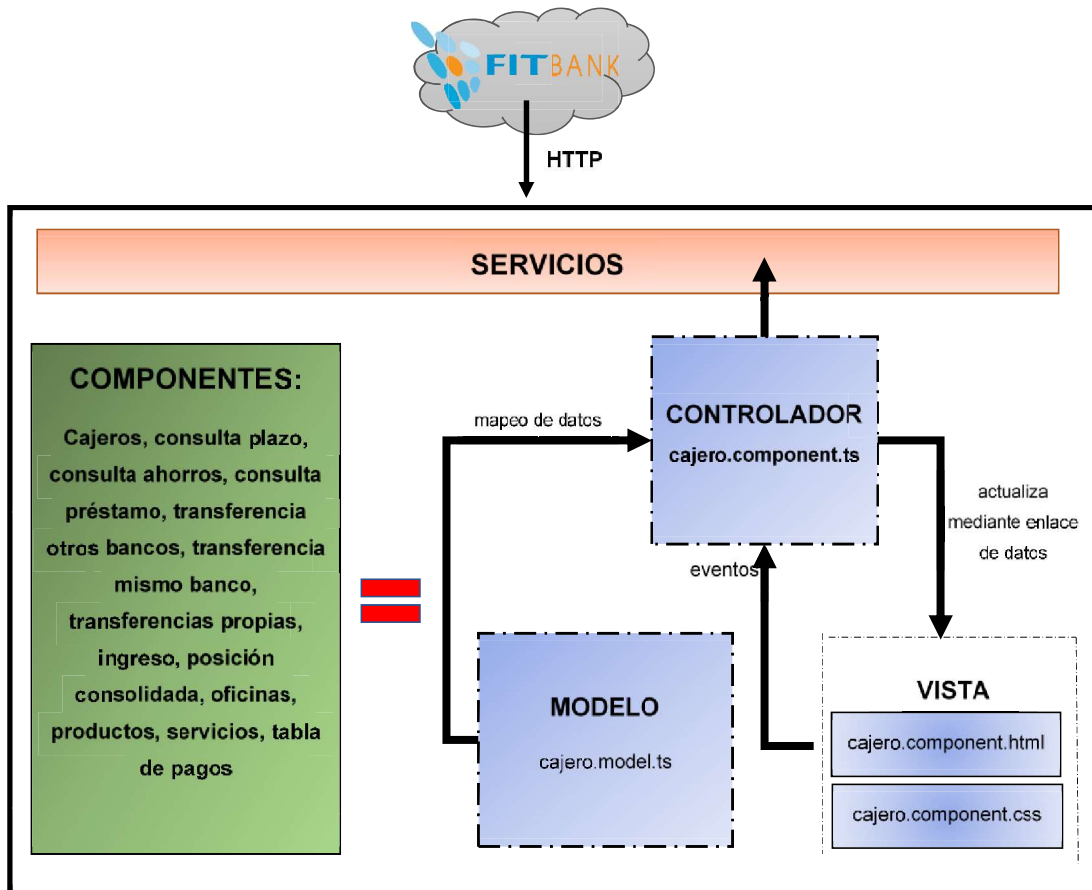 FITBANK
HTTP
SERVICIOS
COMPONENTES:
Cajeros, consulta plazo,
consulta ahorros, consulta
préstamo, transferencia
otros bancos, transferencia
mismo banco,
transferencias propias,
ingreso, posición
consolidada, oficinas,
productos, servicios, tabla
de pagos
mapeo de datos
CONTROLADOR
cajero.component.ts
actualiza
mediante enlace
de datos
eventos
MODELO
cajero.model.ts
VISTA
cajero.component.html
cajero.component.css